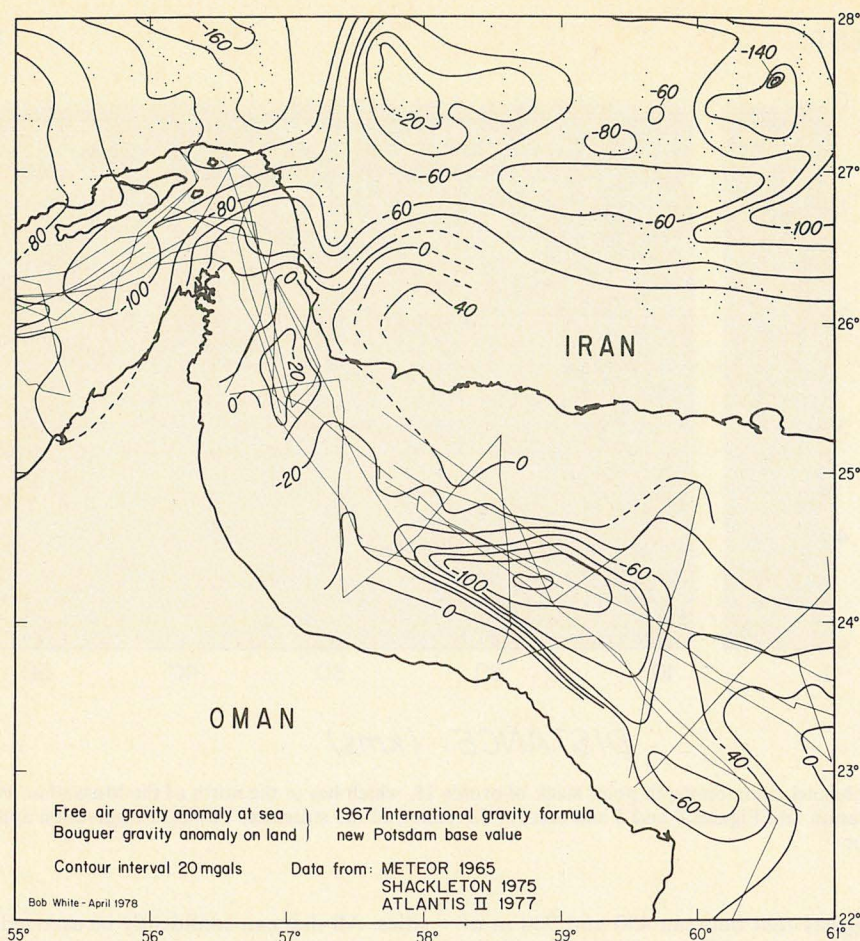 28°
-160
-140
-60
-20
-80
-60
27°
80
60
-60
-80
-100
0
-100
0
40
26°
IRAN
-20
0
-20
0
25°
-60
-100
0
24°
OMAN
-40
0
23°
-60
Free air gravity anomaly at sea
Bouguer gravity anomaly on land
1967 International gravity formula
new Potsdam base value
Contour interval 20 mgals
Data from: METEOR 1965
SHACKLETON 1975
ATLANTIS II 1977
Bob White - April 1978
22°
55° 56° 57° 58° 59° 60° 61°